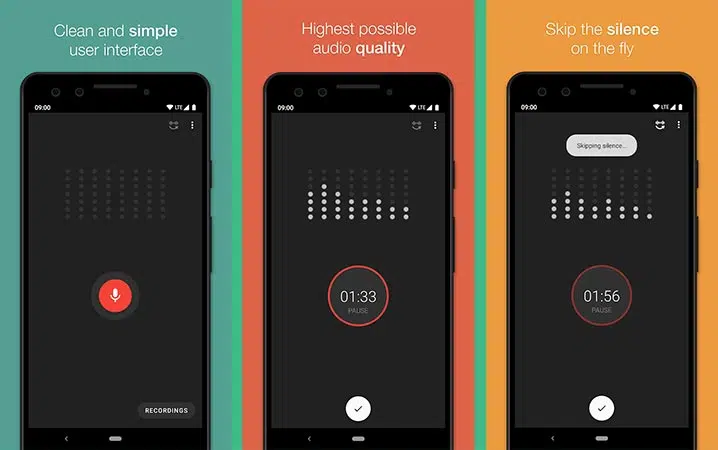 Clean and simple
user interface
09:00
LTE
RECORDINGS
Highest possible
audio quality
09:00
LTE
01:33
PAUSE
Skip the silence
on the fly
09:00
LTE
Skipping silence...
01:56
PAUSE